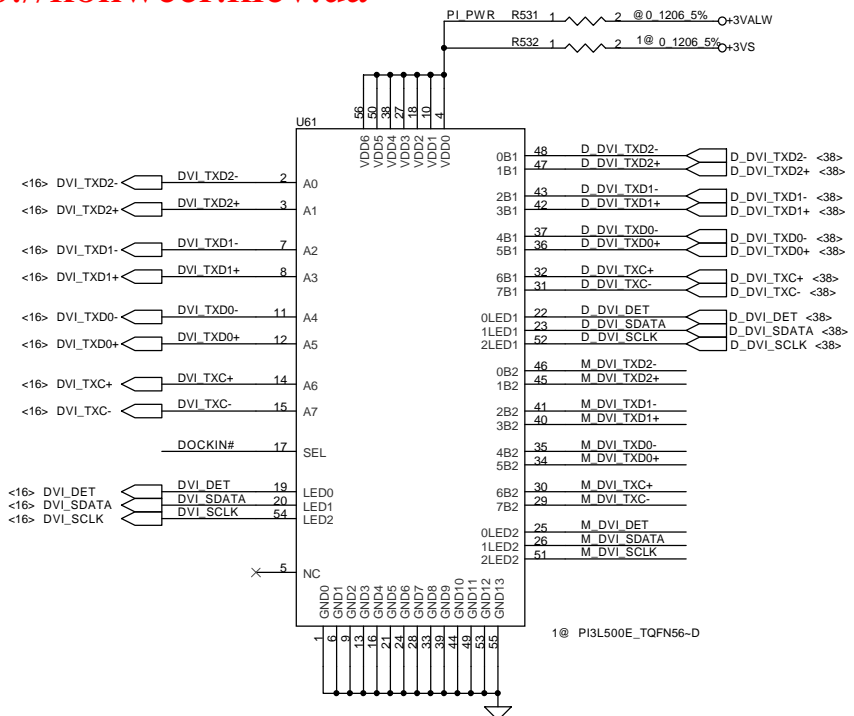 PI_PWR R531 1 2 @ 0_1206_5% +3VALW
R532 1 2 1@ 0_1206_5% +3VS
56 50 38 27 18 10 4
U61
VDD6 VDD5 VDD4 VDD3 VDD2 VDD1 VDD0
<16> DVI_TXD2- DVI_TXD2- 2 A0
<16> DVI_TXD2+ DVI_TXD2+ 3 A1
<16> DVI_TXD1- DVI_TXD1- 7 A2
<16> DVI_TXD1+ DVI_TXD1+ 8 A3
<16> DVI_TXD0- DVI_TXD0- 11 A4
<16> DVI_TXD0+ DVI_TXD0+ 12 A5
<16> DVI_TXC+ DVI_TXC+ 14 A6
<16> DVI_TXC- DVI_TXC- 15 A7
DOCKIN# 17 SEL
<16> DVI_DET DVI_DET 19 LED0
<16> DVI_SDATA DVI_SDATA 20 LED1
<16> DVI_SCLK DVI_SCLK 54 LED2
5 NC
0B1 48 D_DVI_TXD2- D_DVI_TXD2- <38>
1B1 47 D_DVI_TXD2+ D_DVI_TXD2+ <38>
2B1 43 D_DVI_TXD1- D_DVI_TXD1- <38>
3B1 42 D_DVI_TXD1+ D_DVI_TXD1+ <38>
4B1 37 D_DVI_TXD0- D_DVI_TXD0- <38>
5B1 36 D_DVI_TXD0+ D_DVI_TXD0+ <38>
6B1 32 D_DVI_TXC+ D_DVI_TXC+ <38>
7B1 31 D_DVI_TXC- D_DVI_TXC- <38>
0LED1 22 D_DVI_DET D_DVI_DET <38>
1LED1 23 D_DVI_SDATA D_DVI_SDATA <38>
2LED1 52 D_DVI_SCLK D_DVI_SCLK <38>
0B2 46 M_DVI_TXD2-
1B2 45 M_DVI_TXD2+
2B2 41 M_DVI_TXD1-
3B2 40 M_DVI_TXD1+
4B2 35 M_DVI_TXD0-
5B2 34 M_DVI_TXD0+
6B2 30 M_DVI_TXC+
7B2 29 M_DVI_TXC-
0LED2 25 M_DVI_DET
1LED2 26 M_DVI_SDATA
2LED2 51 M_DVI_SCLK
GND0 GND1 GND2 GND3 GND4 GND5 GND6 GND7 GND8 GND9 GND10 GND11 GND12 GND13
1 6 9 13 16 21 24 28 33 39 44 49 53 55
1@ PI3L500E_TQFN56~D